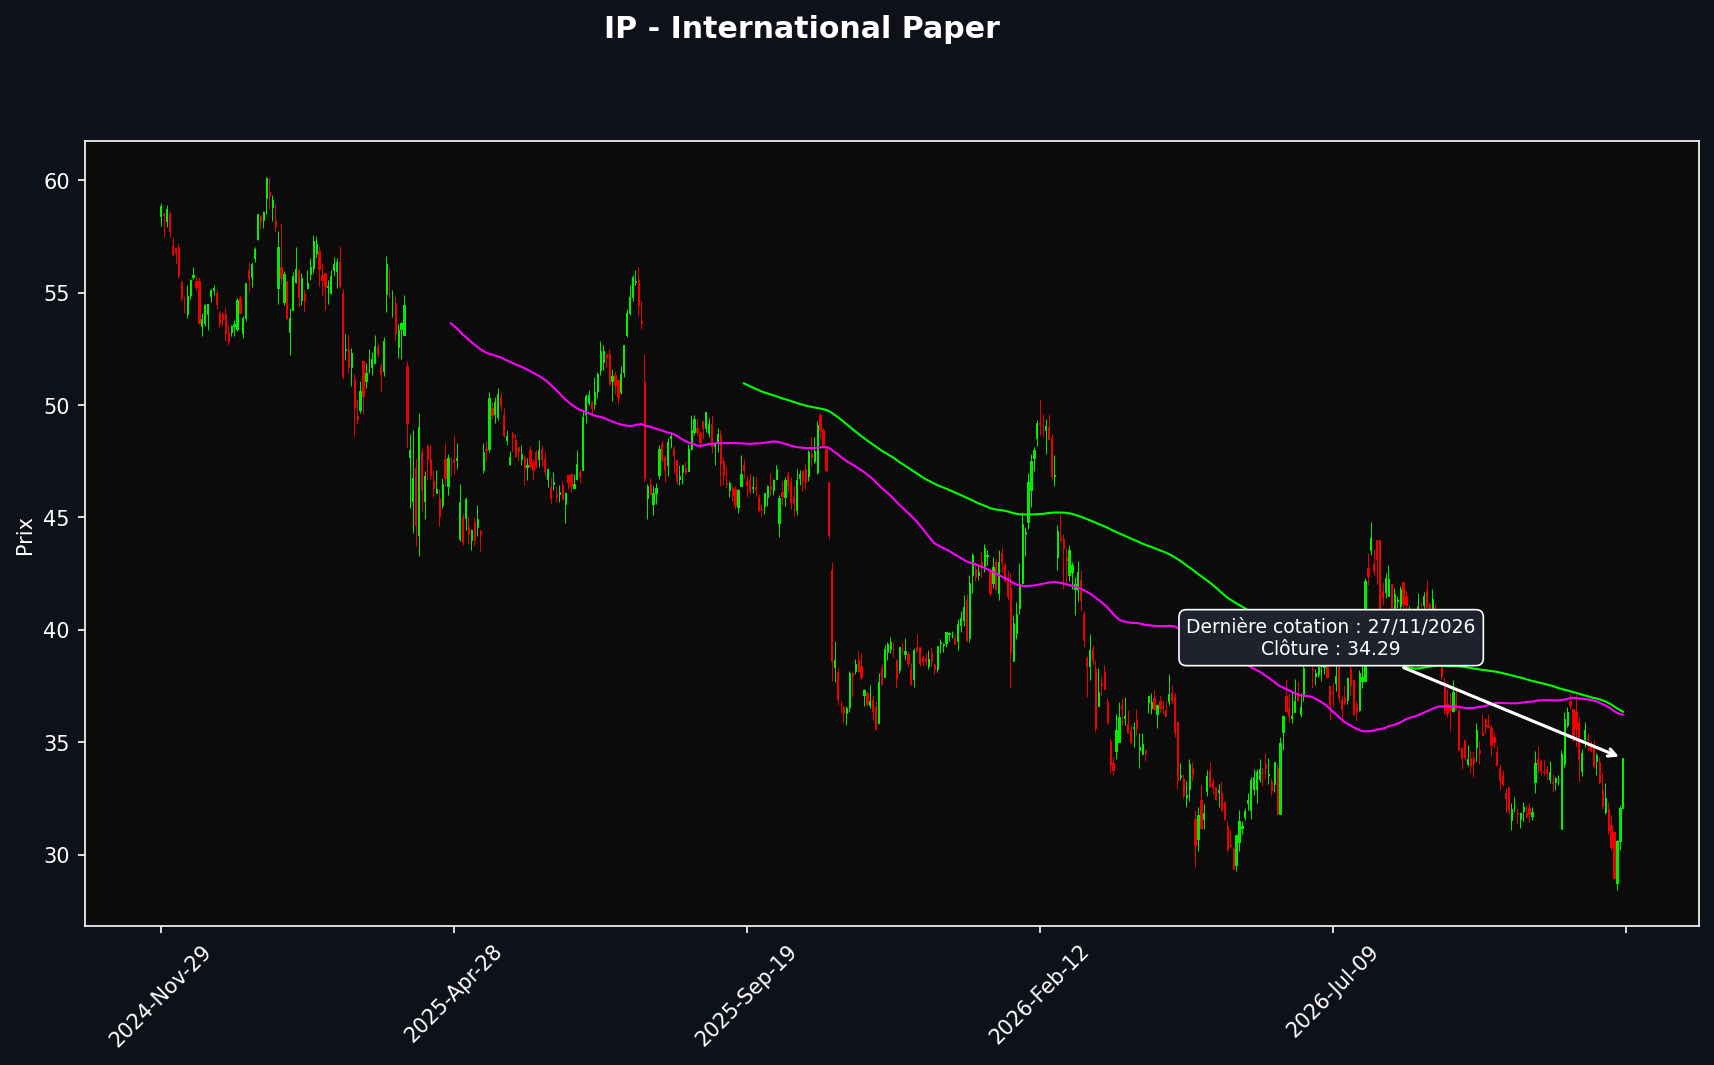 IP - International Paper
60
55
50
45
40
35
30
Prix
Dernière cotation : 27/11/2026
Clôture : 34.29
2024-Nov-29
2025-Apr-28
2025-Sep-19
2026-Feb-12
2026-Jul-09